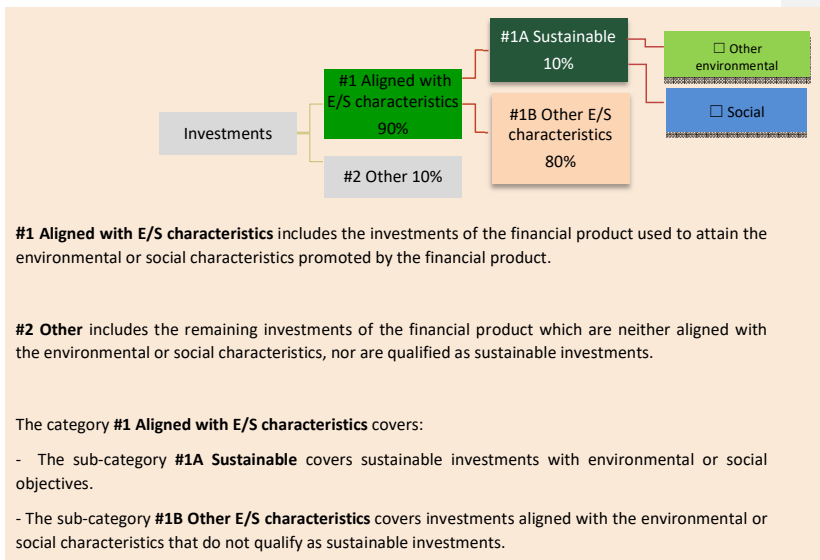 #1A Sustainable
10%
☐ Other
environmental
#1 Aligned with
E/S characteristics
90%
☐ Social
#1B Other E/S
characteristics
80%
Investments
#2 Other 10%
#1 Aligned with E/S characteristics includes the investments of the financial product used to attain the
environmental or social characteristics promoted by the financial product.
#2 Other includes the remaining investments of the financial product which are neither aligned with
the environmental or social characteristics, nor are qualified as sustainable investments.
The category #1 Aligned with E/S characteristics covers:
- The sub-category #1A Sustainable covers sustainable investments with environmental or social
objectives.
- The sub-category #1B Other E/S characteristics covers investments aligned with the environmental or
social characteristics that do not qualify as sustainable investments.